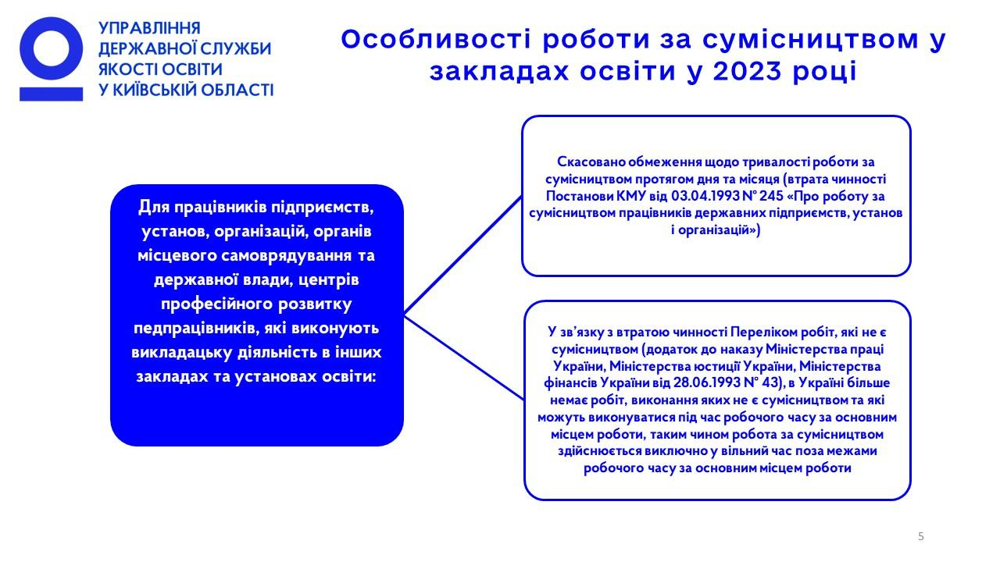 УПРАВЛІННЯ
ДЕРЖАВНОЇ СЛУЖБИ
ЯКОСТІ ОСВІТИ
У КИЇВСЬКІЙ ОБЛАСТІ
Особливості роботи за сумісництвом у
закладах освіти у 2023 році
Для працівників підприємств,
установ, організацій, органів
місцевого самоврядування та
державної влади, центрів
професійного розвитку
педпрацівників, які виконують
викладацьку діяльність в інших
закладах та установах освіти:
Скасовано обмеження щодо тривалості роботи за
сумісництвом протягом дня та місяця (втрата чинності
Постанови КМУ від 03.04.1993 № 245 «Про роботу за
сумісництвом працівників державних підприємств, установ
і організацій»)
У зв’язку з втратою чинності Переліком робіт, які не є
сумісництвом (додаток до наказу Міністерства праці
України, Міністерства юстиції України, Міністерства
фінансів України від 28.06.1993 № 43), в Україні більше
немає робіт, виконання яких не є сумісництвом та які
можуть виконуватися під час робочого часу за основним
місцем роботи, таким чином робота за сумісництвом
здійснюється виключно у вільний час поза межами
робочого часу за основним місцем роботи
5